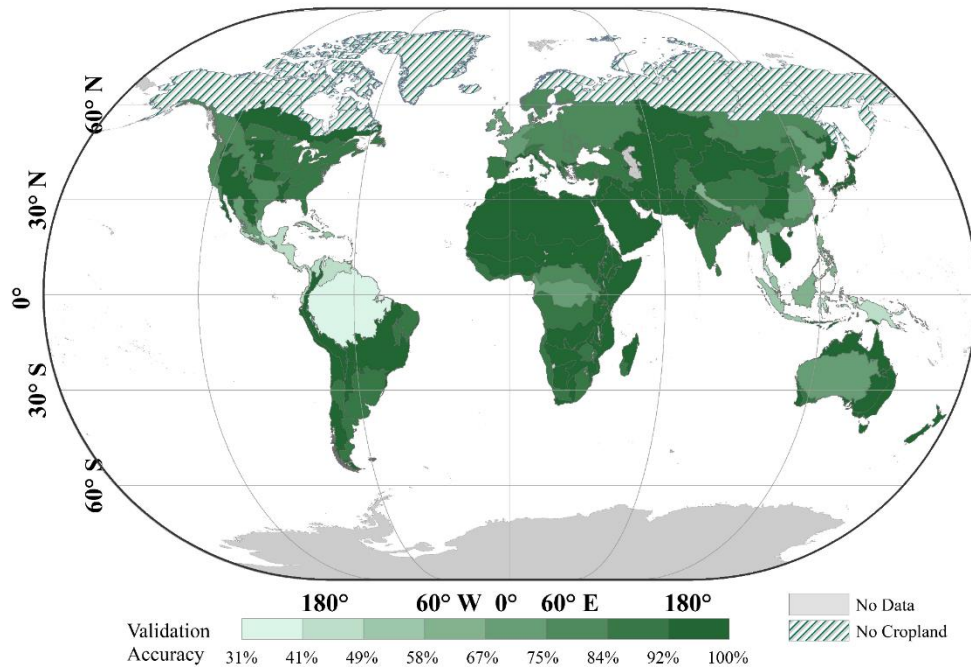 60° N
30° N
0°
30° S
60° S
180° 60° W 0° 60° E 180°
Validation
Accuracy
31% 41% 49% 58% 67% 75% 84% 92% 100%
No Data
No Cropland